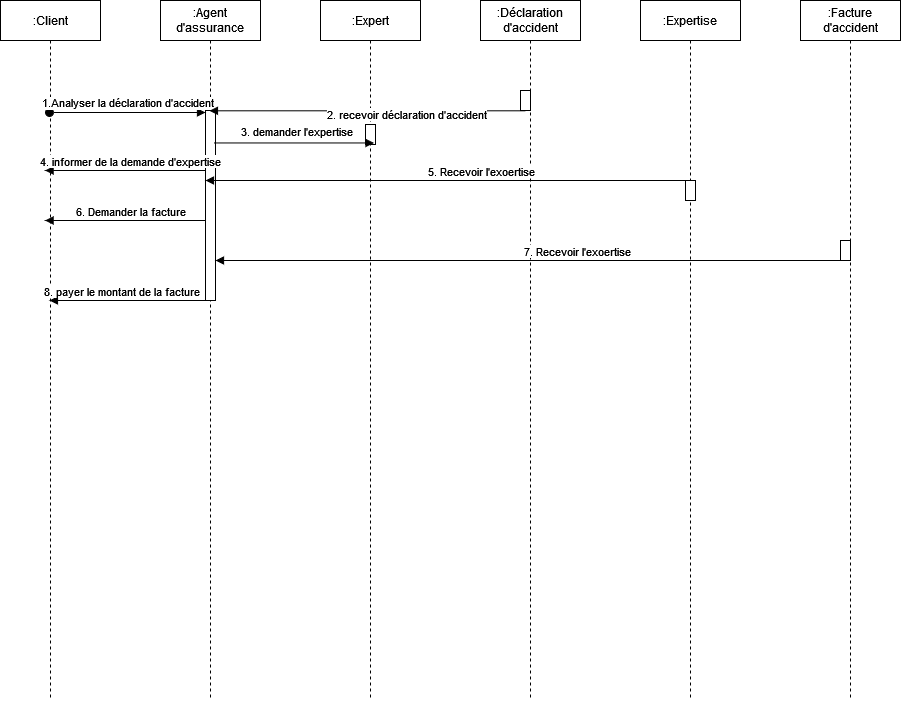 :Client
:Agent
d'assurance
:Expert
:Déclaration
d'accident
:Expertise
:Facture
d'accident
1.Analyser la déclaration d'accident
2. recevoir déclaration d'accident
3. demander l'expertise
4. informer de la demande d'expertise
5. Recevoir l'exoertise
6. Demander la facture
7. Recevoir l'exoertise
8. payer le montant de la facture